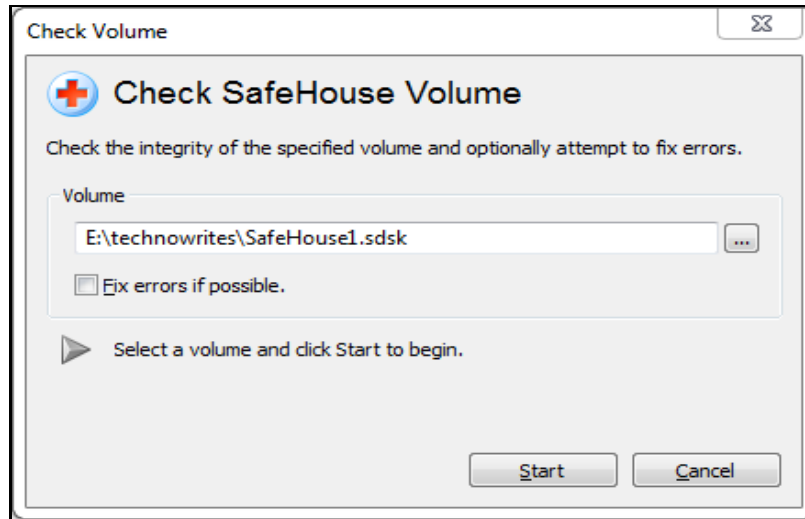 Check Volume
Check SafeHouse Volume
Check the integrity of the specified volume and optionally attempt to fix errors.
Volume
E:\technowrites\SafeHouse1.sdsk
...
Fix errors if possible.
Select a volume and click Start to begin.
Start Cancel